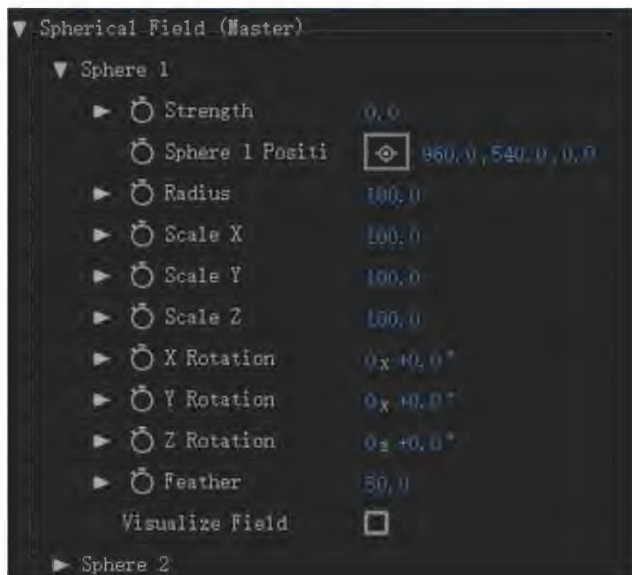 Spherical Field (Master)
Sphere 1
Strength 0.0
Sphere 1 Positi 960.0,540.0,0.0
Radius 100.0
Scale X 100.0
Scale Y 100.0
Scale Z 100.0
X Rotation 0x+0.0°
Y Rotation 0x+0.0°
Z Rotation 0x+0.0°
Feather 50.0
Visualize Field
Sphere 2